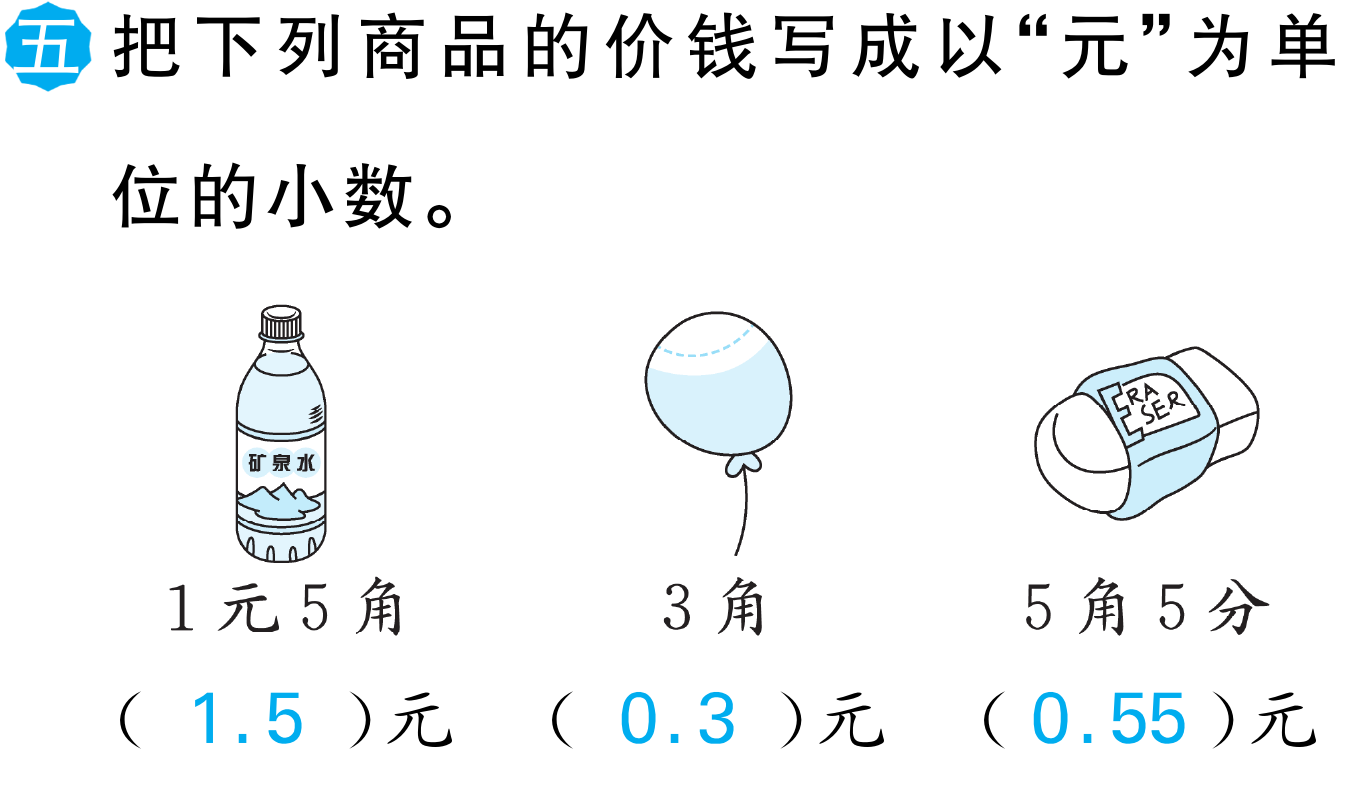 五 把下列商品的价钱写成以“元”为单
位的小数。
矿泉水
ERASER
1元5角 3角 5角5分
( 1.5 )元 ( 0.3 )元 ( 0.55 )元